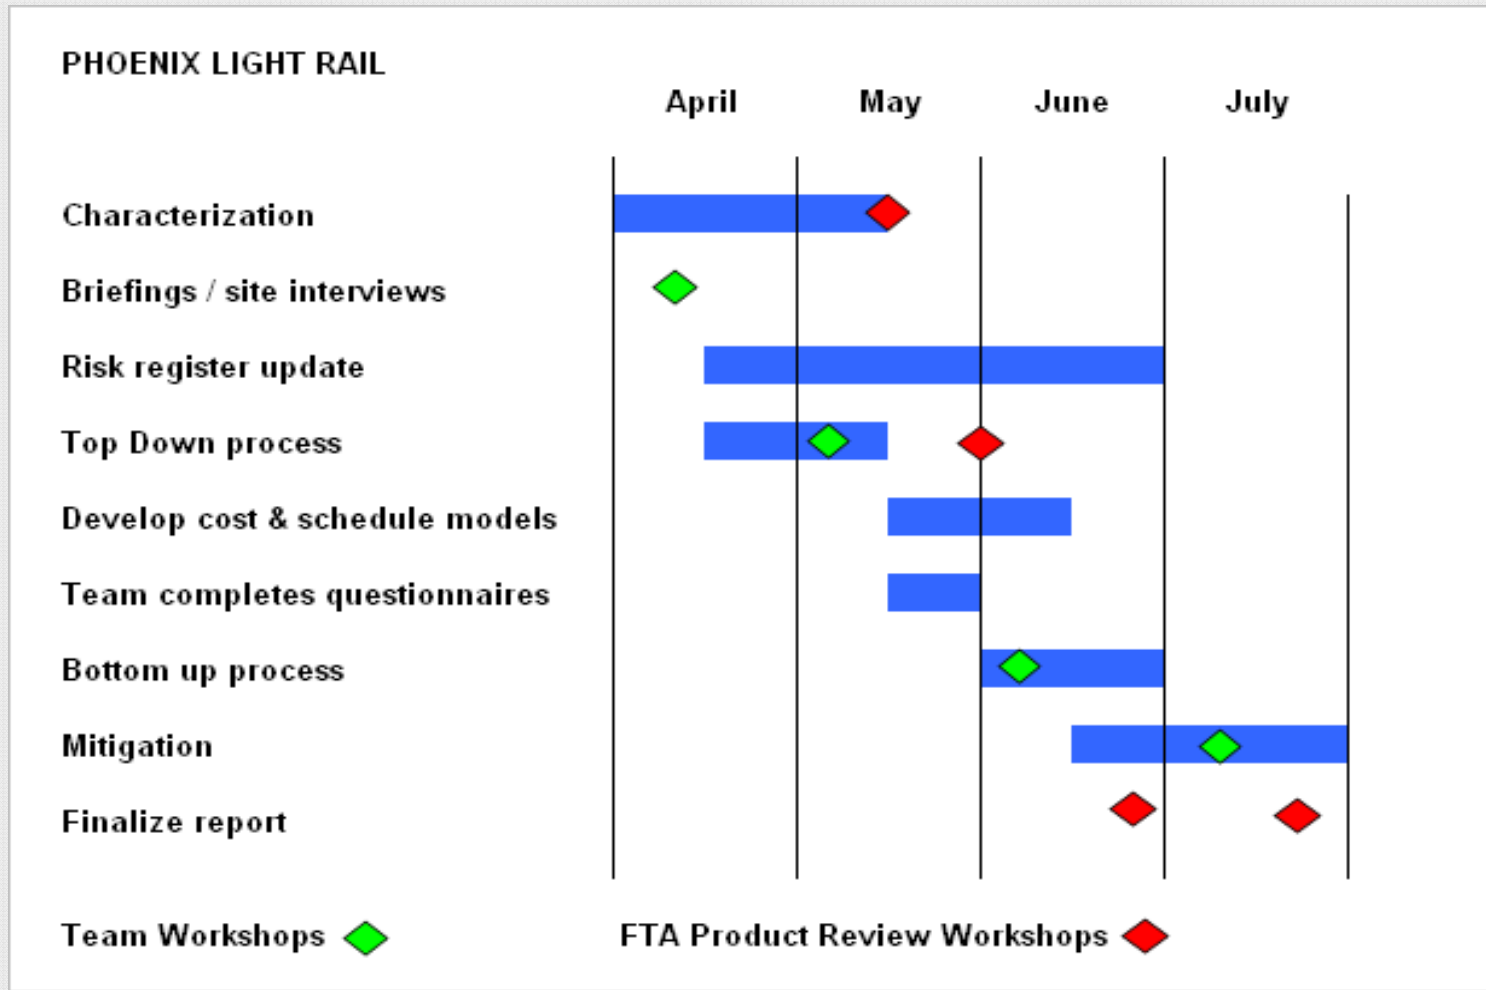 PHOENIX LIGHT RAIL
April May June July
Characterization
Briefings / site interviews
Risk register update
Top Down process
Develop cost & schedule models
Team completes questionnaires
Bottom up process
Mitigation
Finalize report
Team Workshops FTA Product Review Workshops